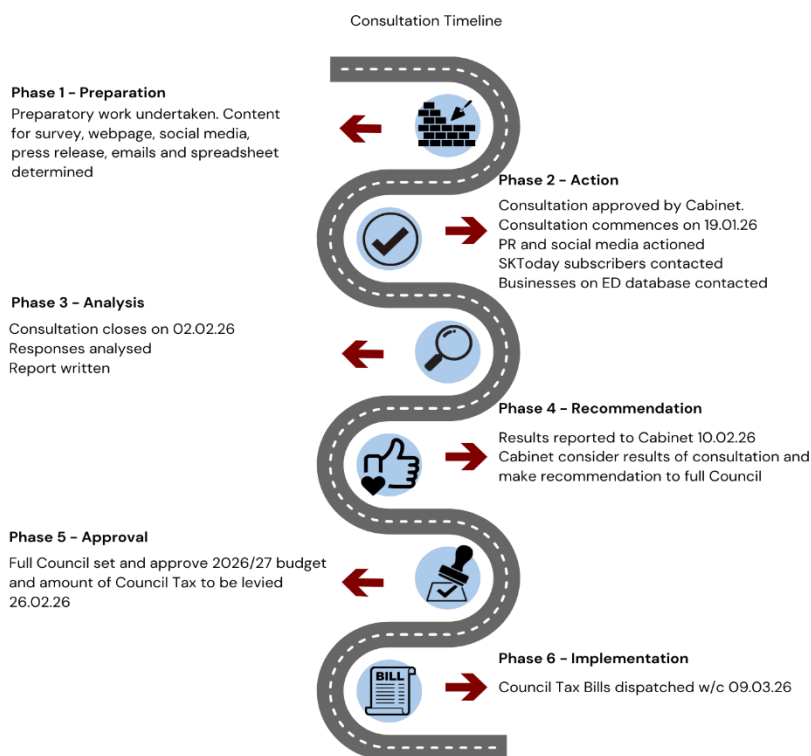 Consultation Timeline
Phase 1 - Preparation
Preparatory work undertaken. Content
for survey, webpage, social media,
press release, emails and spreadsheet
determined
Phase 2 - Action
Consultation approved by Cabinet.
Consultation commences on 19.01.26
PR and social media actioned
SKToday subscribers contacted
Businesses on ED database contacted
Phase 3 - Analysis
Consultation closes on 02.02.26
Responses analysed
Report written
Phase 4 - Recommendation
Results reported to Cabinet 10.02.26
Cabinet consider results of consultation and
make recommendation to full Council
Phase 5 - Approval
Full Council set and approve 2026/27 budget
and amount of Council Tax to be levied
26.02.26
BILL
Phase 6 - Implementation
Council Tax Bills dispatched w/c 09.03.26